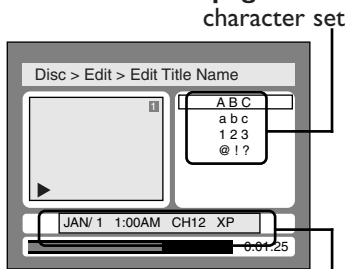 character set
Disc > Edit > Edit Title Name
1
A B C
a b c
1 2 3
@ ! ?
JAN/ 1 1:00AM CH12 XP
0:01:25